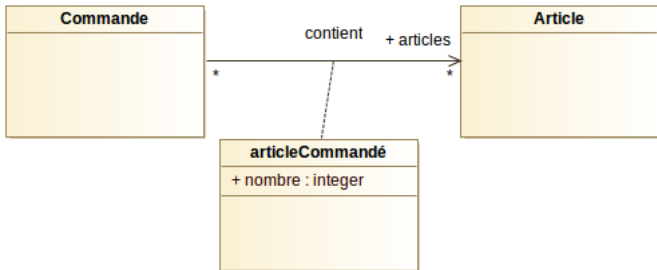 Commande
contient
+ articles
Article
*
*
articleCommandé
+ nombre : integer